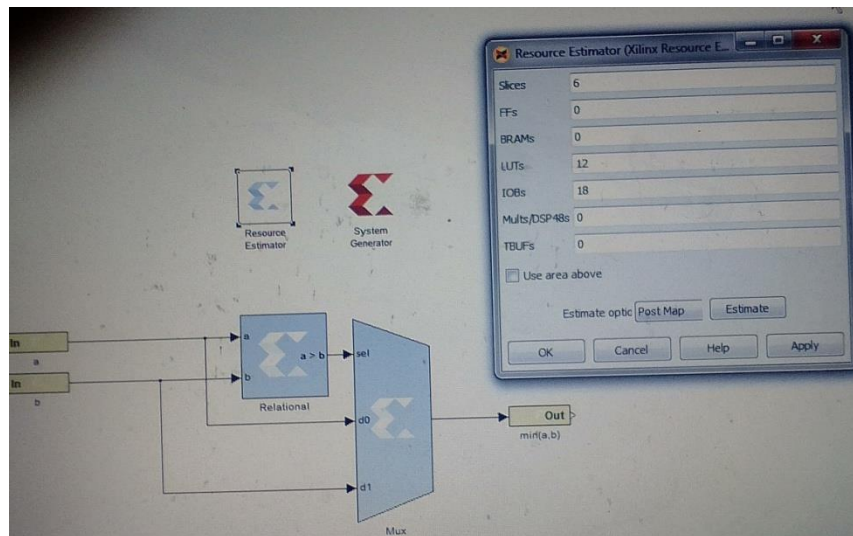 Resource Estimator (Xilinx Resource E...
Slices 6
FFs 0
BRAMs 0
LUTs 12
IOBs 18
Mults/DSP48s 0
TBUFs 0
Use area above
Estimate optic Post Map Estimate
OK Cancel Help Apply
Resource
Estimator
System
Generator
In
a
In
b
a
a > b
b
Relational
sel
d0
d1
Mux
Out
min(a,b)